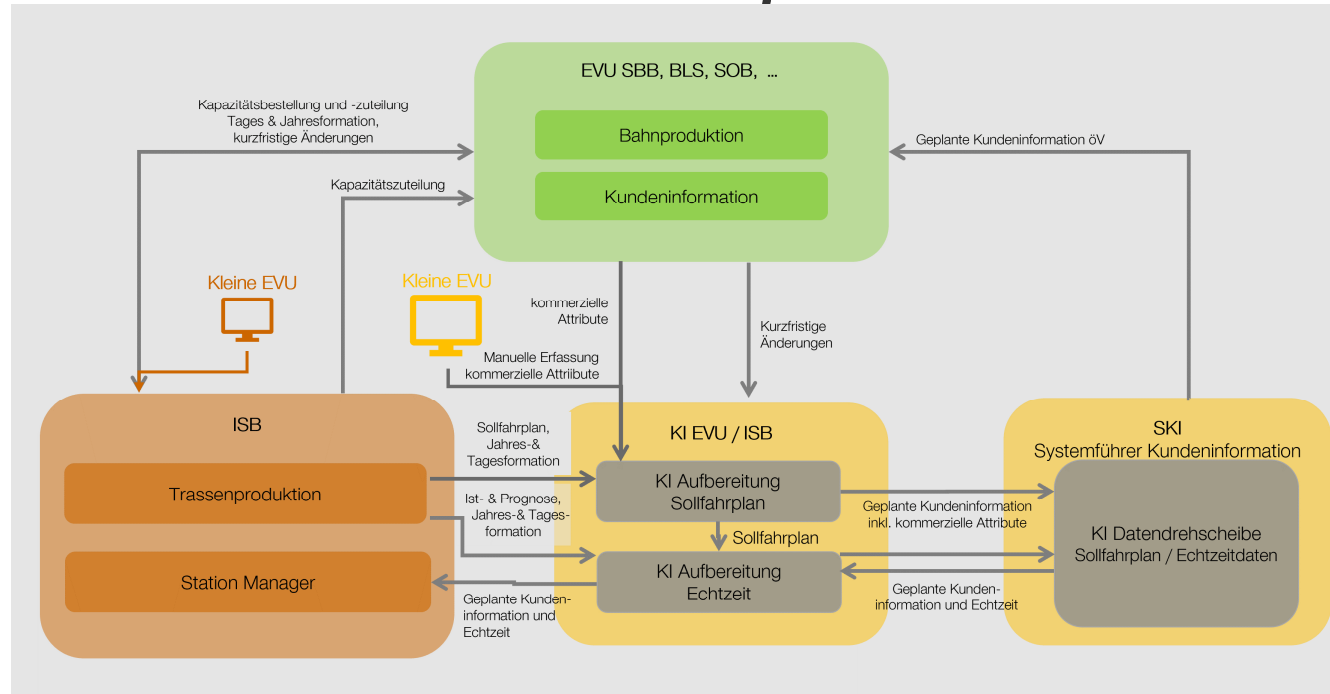 EVU SBB, BLS, SOB, ...
Bahnproduktion
Kundeninformation
Kapazitätsbestellung und -zuteilung
Tages & Jahresformation,
kurzfristige Änderungen
Kapazitätszuteilung
Geplante Kundeninformation öV
Kleine EVU
Kleine EVU
kommerzielle
Attribute
Manuelle Erfassung
kommerzielle Attriibute
Kurzfristige
Änderungen
ISB
Trassenproduktion
Station Manager
Sollfahrplan,
Jahres-&
Tagesformation
Ist- & Prognose,
Jahres-& Tages-
formation
Geplante Kunden-
information und
Echtzeit
KI EVU / ISB
KI Aufbereitung
Sollfahrplan
Sollfahrplan
KI Aufbereitung
Echtzeit
Geplante Kundeninformation
inkl. kommerzielle Attribute
Geplante Kunden-
information und Echtzeit
SKI
Systemführer Kundeninformation
KI Datendrehscheibe
Sollfahrplan / Echtzeitdaten